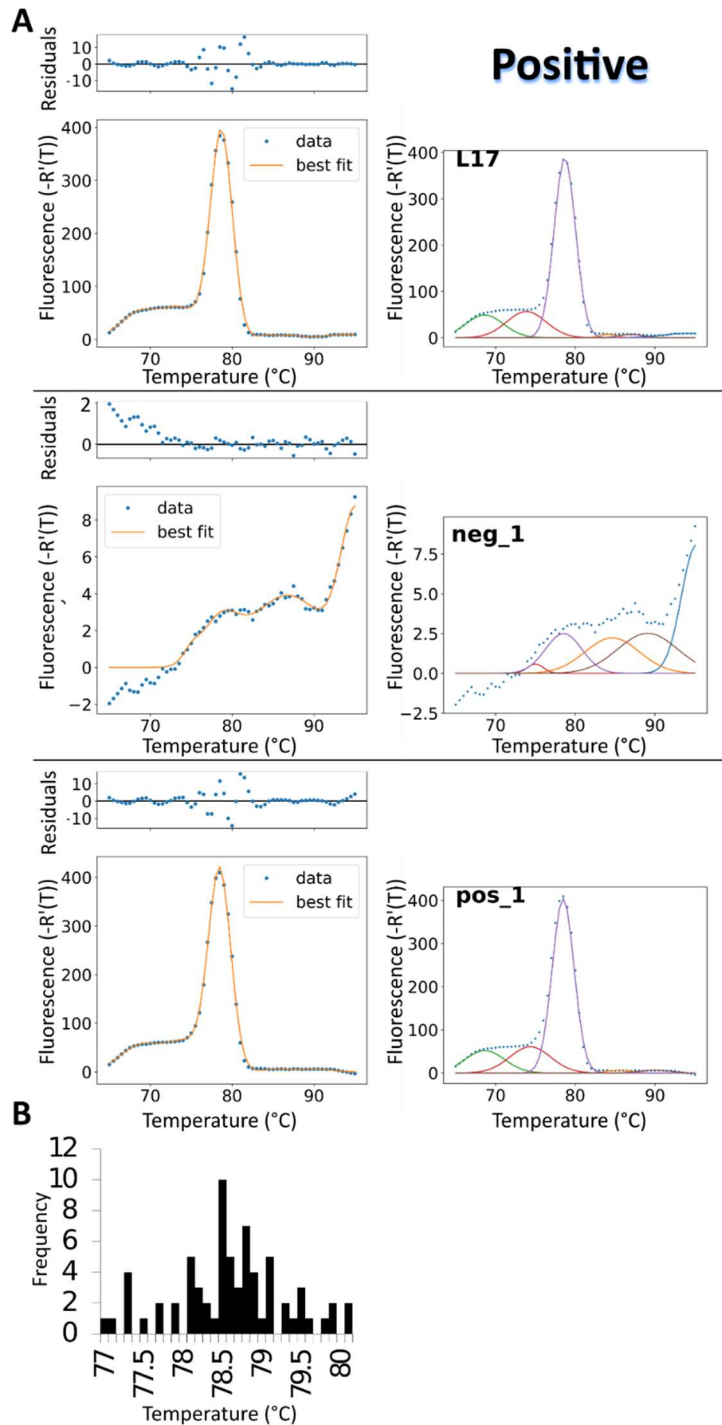 A
Positive
Residuals
10
0
-10
Fluorescence (-R'(T))
400
300
200
100
0
data
best fit
70
80
90
Temperature (°C)
L17
Fluorescence (-R'(T))
400
300
200
100
0
70
80
90
Temperature (°C)
Residuals
2
0
Fluorescence (-R'(T))
8
6
4
2
0
−2
data
best fit
70
80
90
Temperature (°C)
neg_1
Fluorescence (-R'(T))
7.5
5.0
2.5
0.0
−2.5
70
80
90
Temperature (°C)
Residuals
10
0
-10
Fluorescence (-R'(T))
400
300
200
100
0
data
best fit
70
80
90
Temperature (°C)
pos_1
Fluorescence (-R'(T))
400
300
200
100
0
70
80
90
Temperature (°C)
B
Frequency
12
10
8
6
4
2
0
77
77.5
78
78.5
79
79.5
80
Temperature (°C)